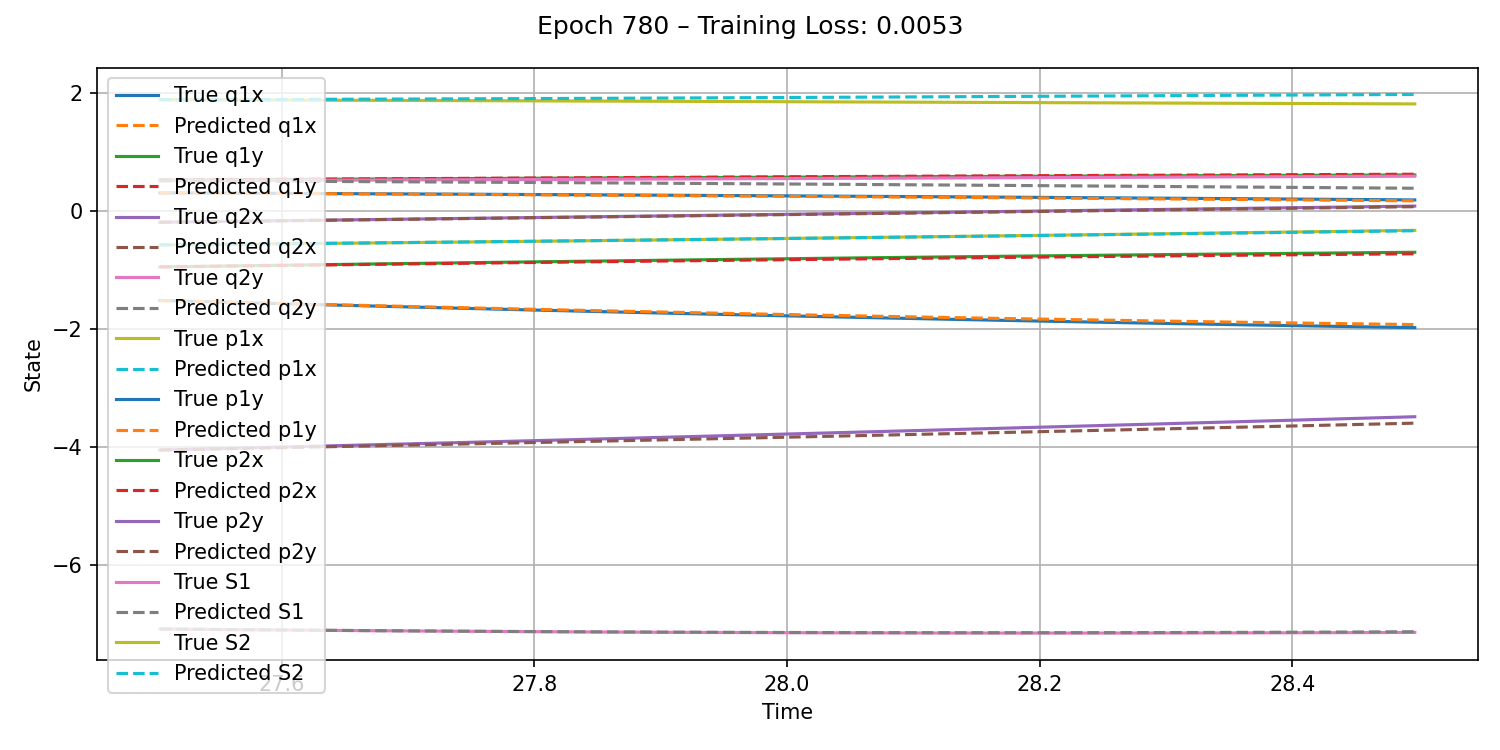 Epoch 780 – Training Loss: 0.0053
2
0
−2
−4
−6
State
True q1x
Predicted q1x
True q1y
Predicted q1y
True q2x
Predicted q2x
True q2y
Predicted q2y
True p1x
Predicted p1x
True p1y
Predicted p1y
True p2x
Predicted p2x
True p2y
Predicted p2y
True S1
Predicted S1
True S2
Predicted S2
27.6 27.8 28.0 28.2 28.4
Time